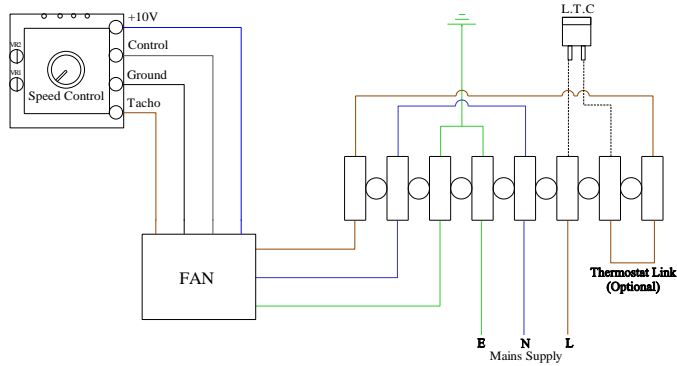 +10V
L.T.C
VR2
Control
VR1
Ground
Speed Control
Tacho
FAN
Thermostat Link
(Optional)
E N L
Mains Supply